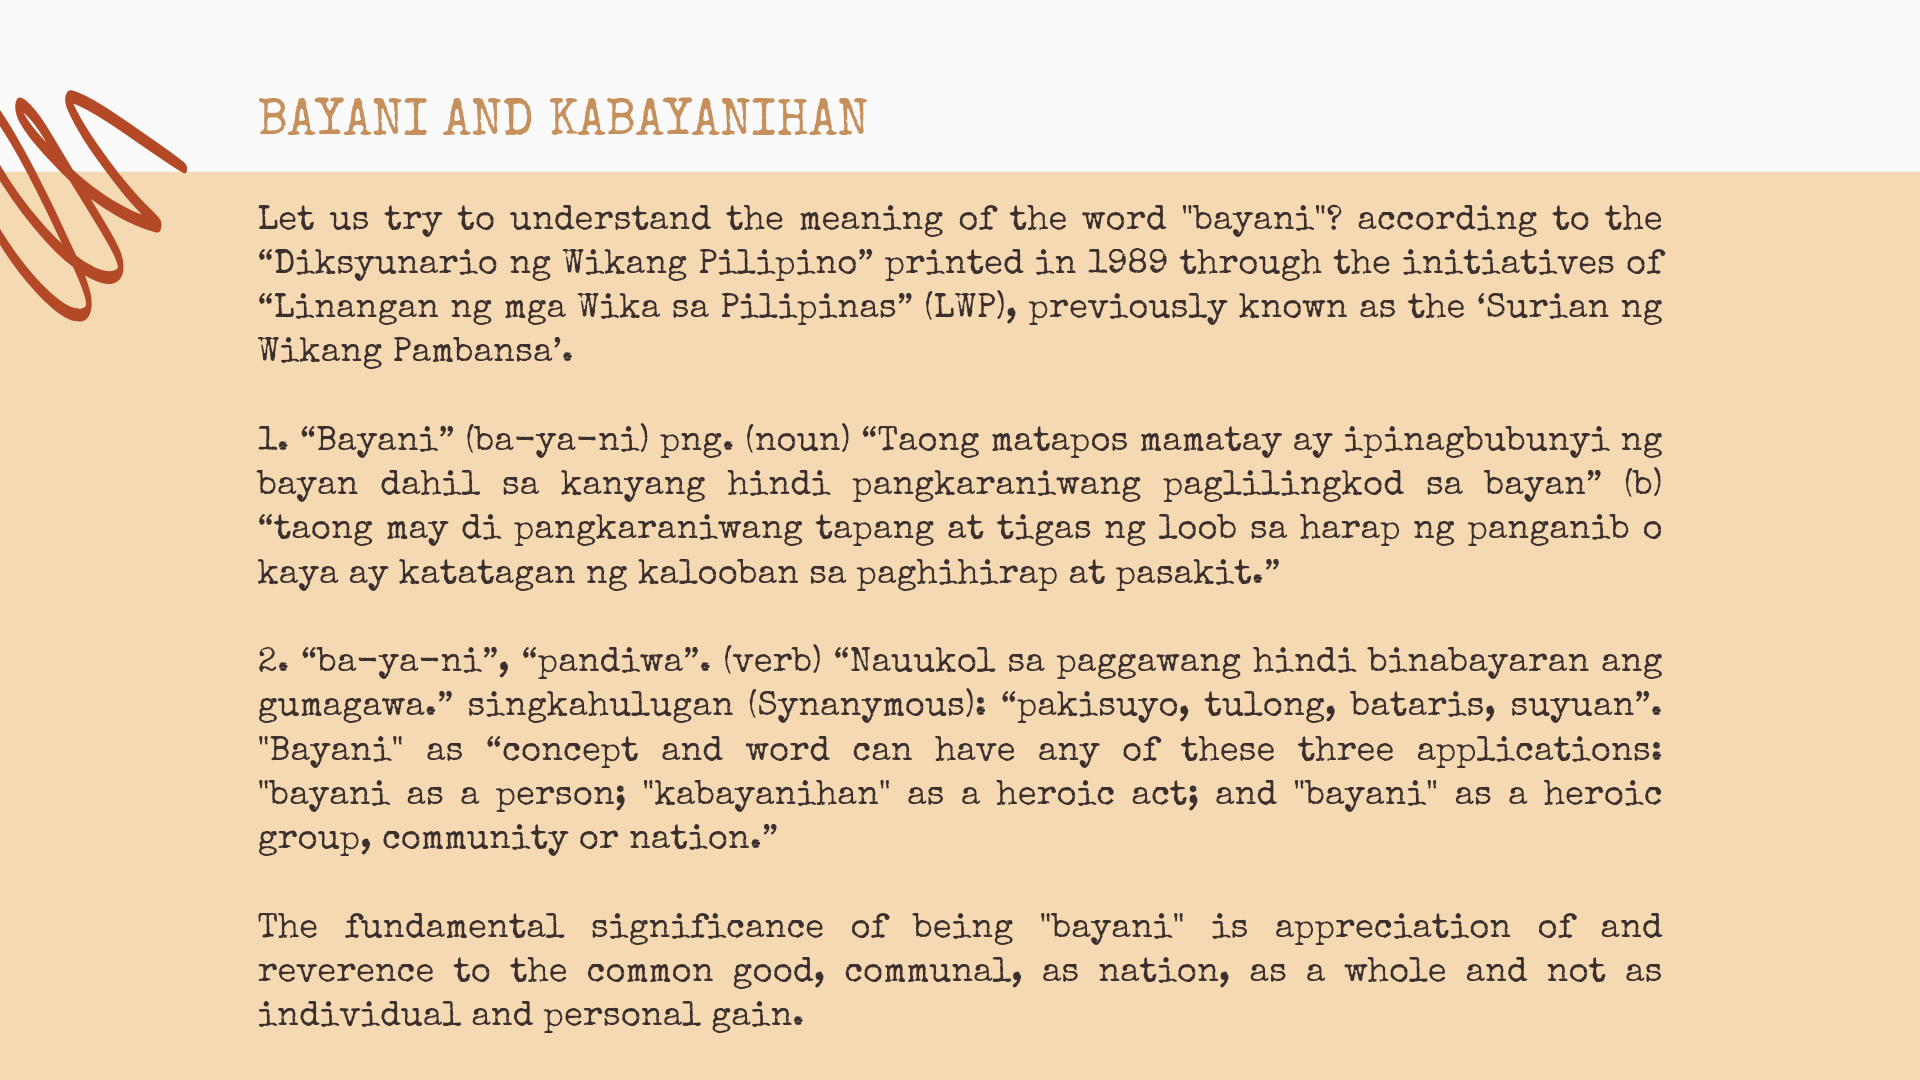 BAYANI AND KABAYANIHAN
Let us try to understand the meaning of the word "bayani"? according to the
“Diksyunario ng Wikang Pilipino” printed in 1989 through the initiatives of
“Linangan ng mga Wika sa Pilipinas” (LWP), previously known as the ‘Surian ng
Wikang Pambansa’.
1. “Bayani” (ba-ya-ni) png. (noun) “Taong matapos mamatay ay ipinagbubunyi ng
bayan dahil sa kanyang hindi pangkaraniwang paglilingkod sa bayan” (b)
“taong may di pangkaraniwang tapang at tigas ng loob sa harap ng panganib o
kaya ay katatagan ng kalooban sa paghihirap at pasakit.”
2. “ba-ya-ni”, “pandiwa”. (verb) “Nauukol sa paggawang hindi binabayaran ang
gumagawa.” singkahulugan (Synanymous): “pakisuyo, tulong, bataris, suyuan”.
"Bayani" as “concept and word can have any of these three applications:
"bayani as a person; "kabayanihan" as a heroic act; and "bayani" as a heroic
group, community or nation.”
The fundamental significance of being "bayani" is appreciation of and
reverence to the common good, communal, as nation, as a whole and not as
individual and personal gain.